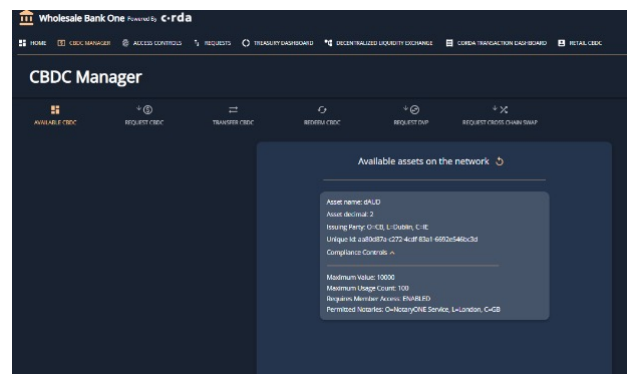 Wholesale Bank One Powered By c·rda
HOME CBDC MANAGER ACCESS CONTROLS REQUESTS TREASURY DASHBOARD DECENTRALIZED LIQUIDITY EXCHANGE CORDA TRANSACTION DASHBOARD RETAIL CBDC
CBDC Manager
AVAILABLE CBDC REQUEST CBDC TRANSFER CBDC REDEEM CBDC REQUEST DVP REQUEST CROSS CHAIN SWAP
Available assets on the network
Asset name: dAUD
Asset decimal: 2
Issuing Party: O=CB, L=Dublin, C=IE
Unique Id:
Compliance Controls
Maximum Value: 10000
Maximum Usage Count: 100
Requires Member Access: ENABLED
Permitted Notaries: O=NotaryONE Service, L=London, C=GB